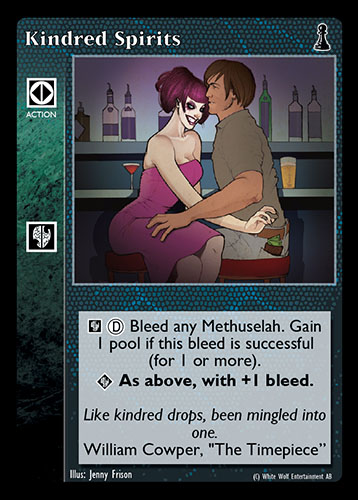 Kindred Spirits
ACTION
D Bleed any Methuselah. Gain
1 pool if this bleed is successful
(for 1 or more).
As above, with +1 bleed.
Like kindred drops, been mingled into
one.
William Cowper, "The Timepiece”
Illus: Jenny Frison
(C) White Wolf Entertainment AB